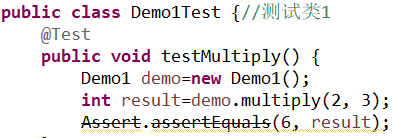 public class Demo1Test {//测试类1
@Test
public void testMultiply() {
Demo1 demo=new Demo1();
int result=demo.multiply(2, 3);
Assert.assertEquals(6, result);